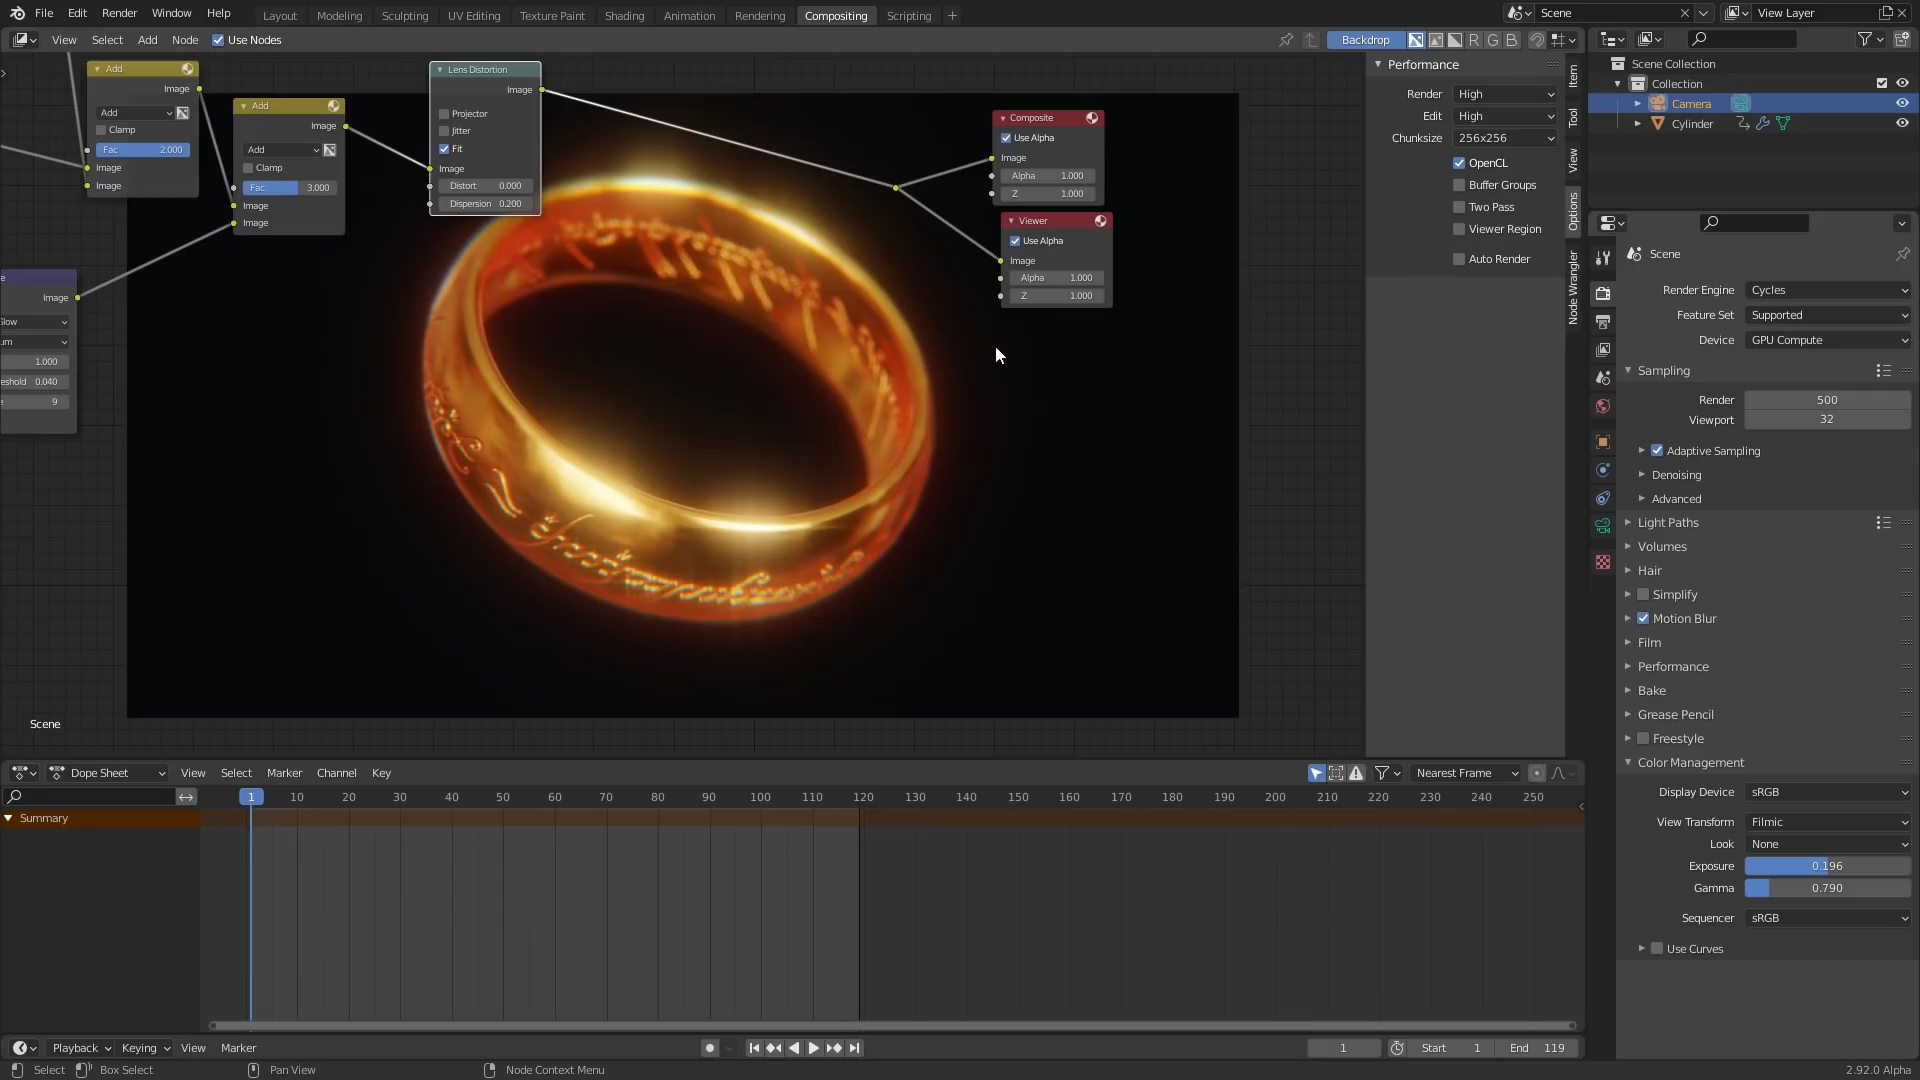 File Edit Render Window Help Layout Modeling Sculpting UV Editing Texture Paint Shading Animation Rendering Compositing Scripting + Scene View Layer
View Select Add Node Use Nodes Backdrop R G B
Add
Image
Add
Clamp
Fac 2.000
Image
Image
Add
Image
Add
Clamp
Fac 3.000
Image
Image
Image
1.000
0.040
9
Lens Distortion
Image
Projector
Jitter
Fit
Image
Distort 0.000
Dispersion 0.200
Composite
Use Alpha
Image
Alpha 1.000
Z 1.000
Viewer
Use Alpha
Image
Alpha 1.000
Z 1.000
Scene
Performance
Render High
Edit High
Chunksize 256x256
OpenCL
Buffer Groups
Two Pass
Viewer Region
Auto Render
Item
Tool
View
Options
Node Wrangler
Scene Collection
Collection
Camera
Cylinder
Scene
Render Engine Cycles
Feature Set Supported
Device GPU Compute
Sampling
Render 500
Viewport 32
Adaptive Sampling
Denoising
Advanced
Light Paths
Volumes
Hair
Simplify
Motion Blur
Film
Performance
Bake
Grease Pencil
Freestyle
Color Management
Display Device sRGB
View Transform Filmic
Look None
Exposure 0.196
Gamma 0.790
Sequencer sRGB
Use Curves
Dope Sheet View Select Marker Channel Key Nearest Frame
1 10 20 30 40 50 60 70 80 90 100 110 120 130 140 150 160 170 180 190 200 210 220 230 240 250
Summary
Playback Keying View Marker 1 Start 1 End 119
Select Box Select Pan View Node Context Menu 2.92.0 Alpha